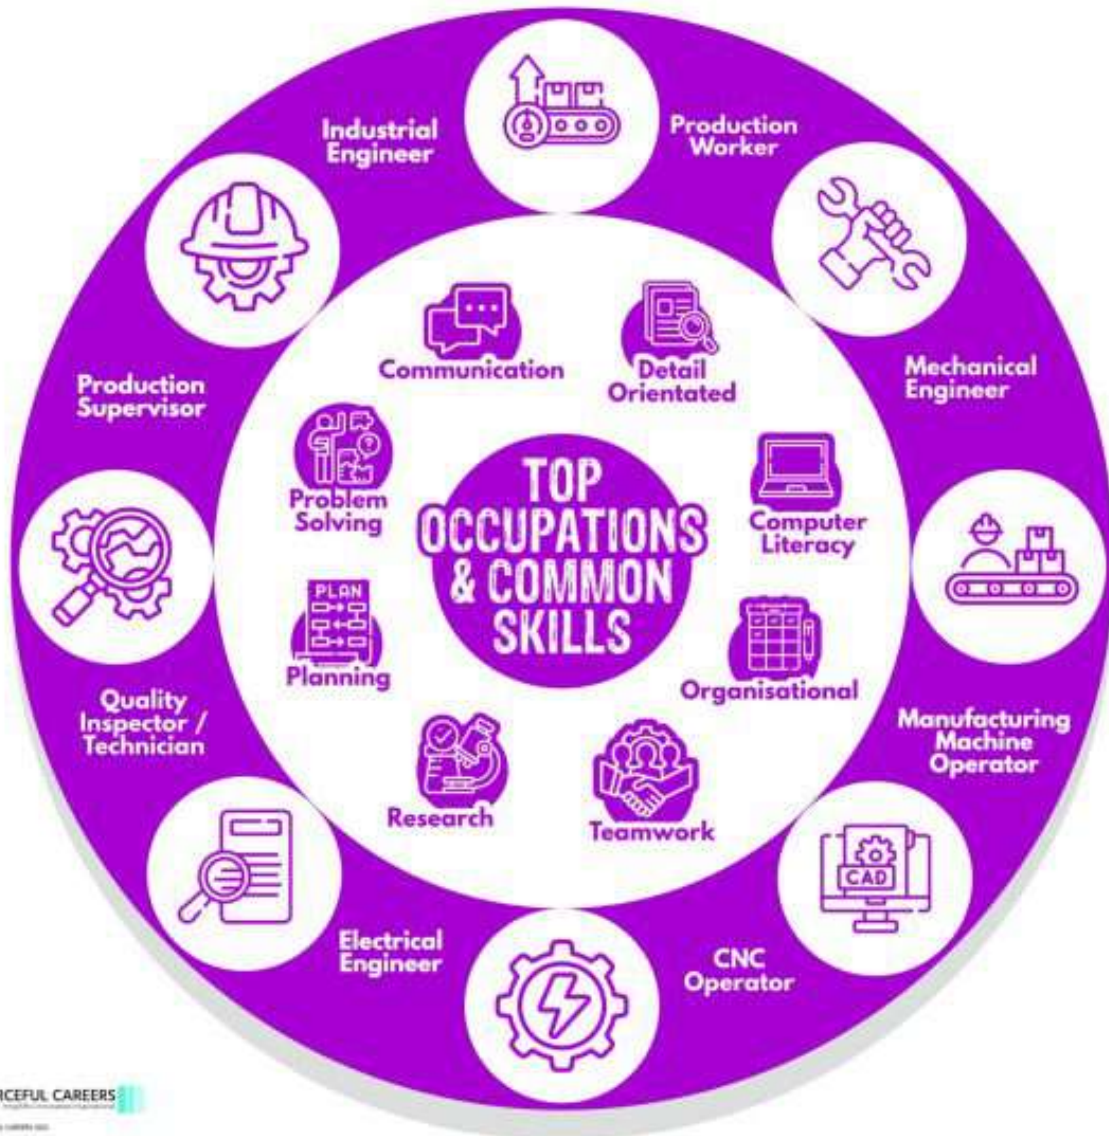 TOP
OCCUPATIONS
& COMMON
SKILLS
Industrial
Engineer
Production
Worker
Mechanical
Engineer
Manufacturing
Machine
Operator
CAD
CNC
Operator
Electrical
Engineer
Quality
Inspector /
Technician
Production
Supervisor
Communication
Detail
Orientated
Computer
Literacy
Organisational
Teamwork
Research
PLAN
Planning
Problem
Solving
CAREERS